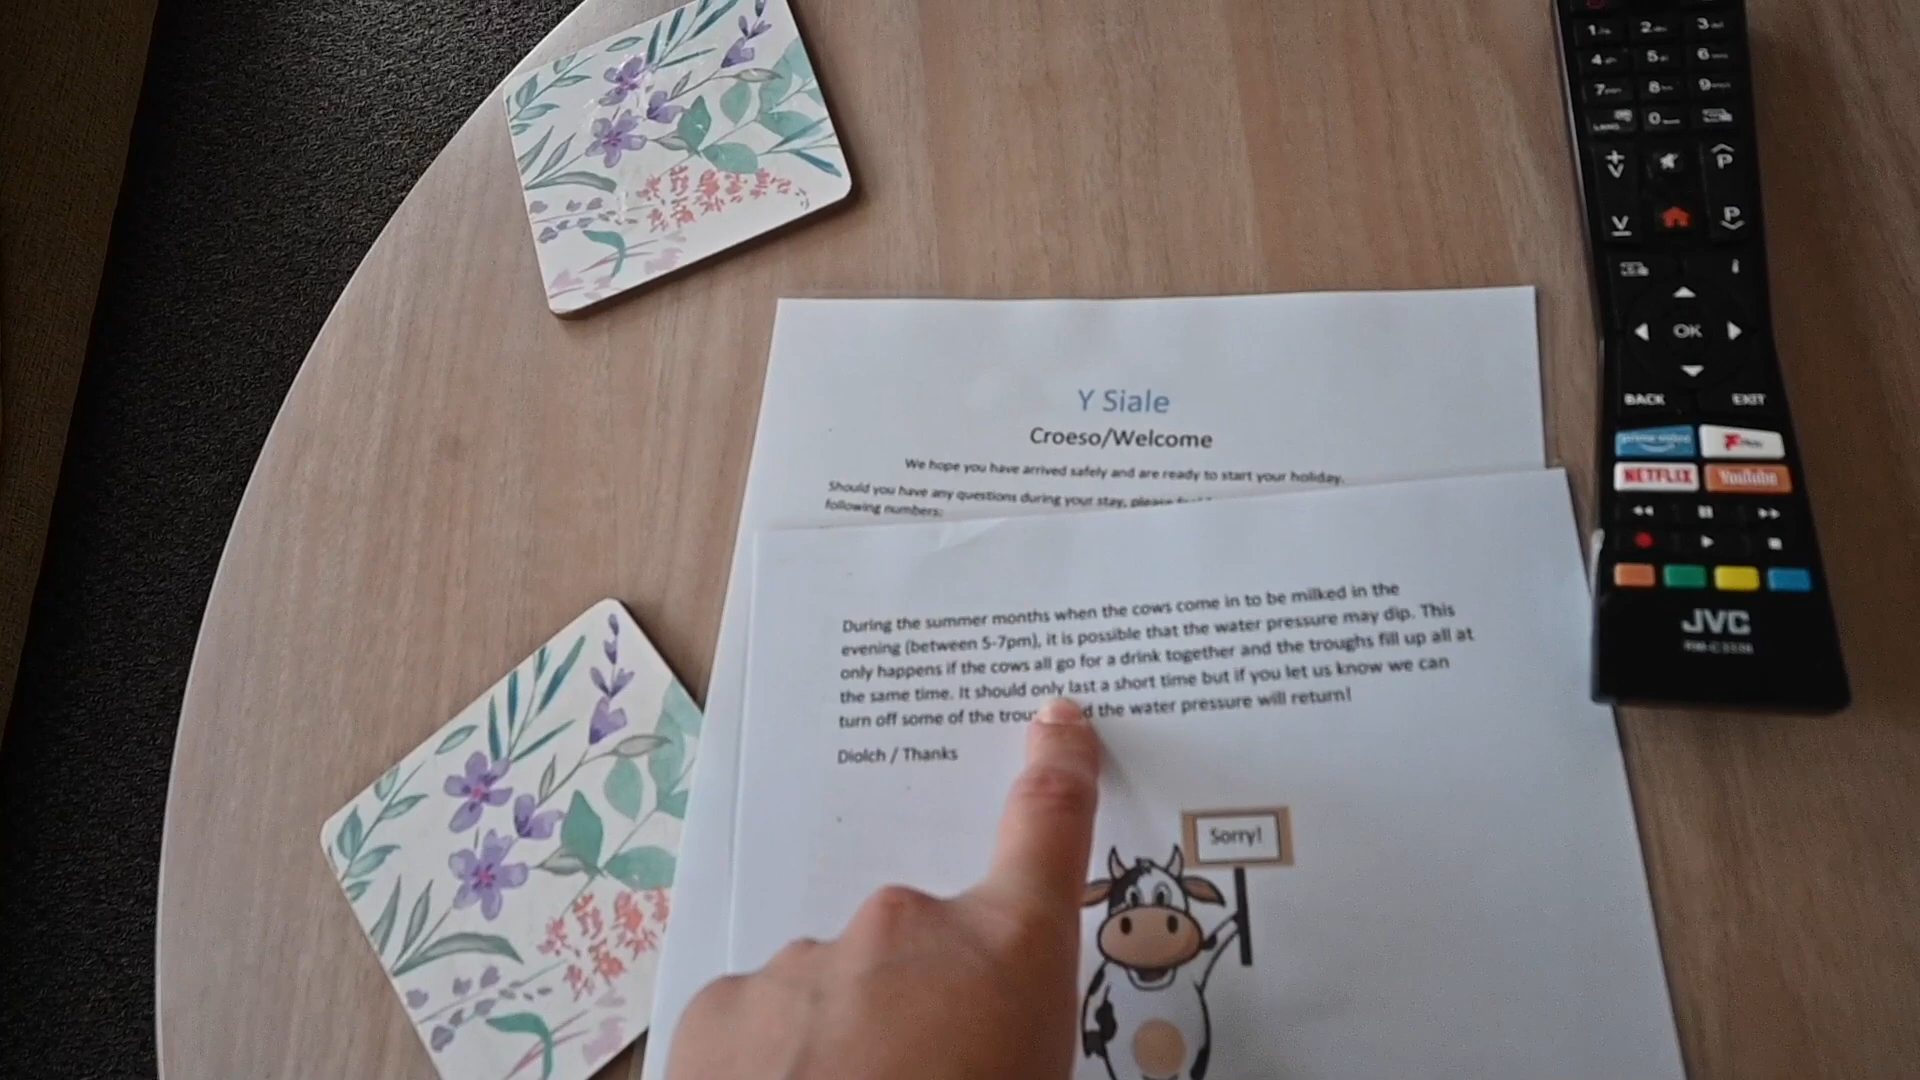 1
2
3
4
5
6
7
8
9
0
+
V
P
V
P
i
OK
BACK
EXIT
prime video
NETFLIX
YouTube
JVC
Y Siale
Croeso/Welcome
We hope you have arrived safely and are ready to start your holiday.
Should you have any questions during your stay, please
following numbers:
During the summer months when the cows come in to be milked in the
evening (between 5-7pm), it is possible that the water pressure may dip. This
only happens if the cows all go for a drink together and the troughs fill up all at
the same time. It should only last a short time but if you let us know we can
turn off some of the the water pressure will return!
Diolch / Thanks
Sorry!